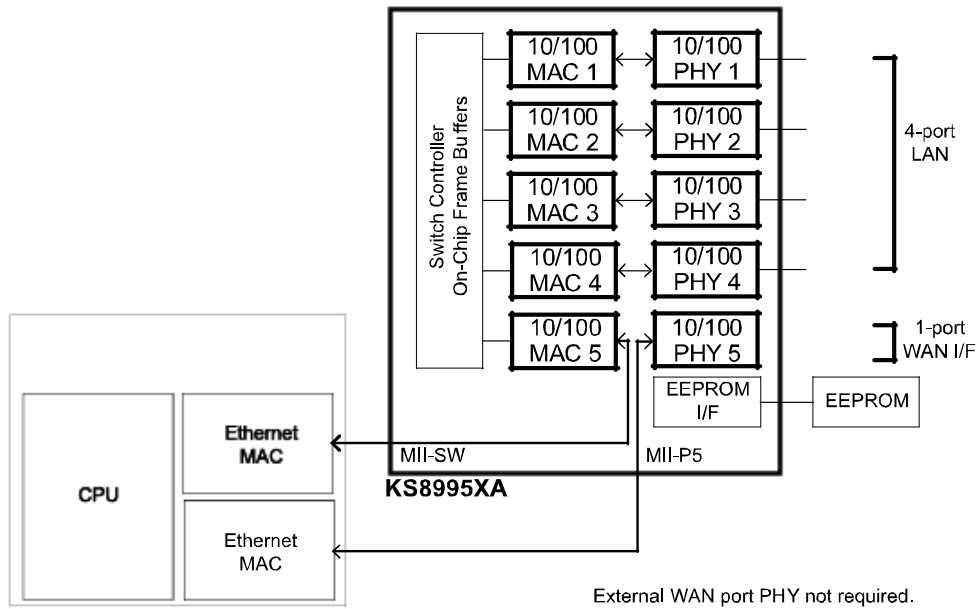 10/100
MAC 1
10/100
PHY 1
10/100
MAC 2
10/100
PHY 2
10/100
MAC 3
10/100
PHY 3
10/100
MAC 4
10/100
PHY 4
10/100
MAC 5
10/100
PHY 5
Switch Controller
On-Chip Frame Buffers
4-port
LAN
1-port
WAN I/F
EEPROM
I/F
EEPROM
MII-SW
MII-P5
KS8995XA
CPU
Ethernet
MAC
Ethernet
MAC
External WAN port PHY not required.